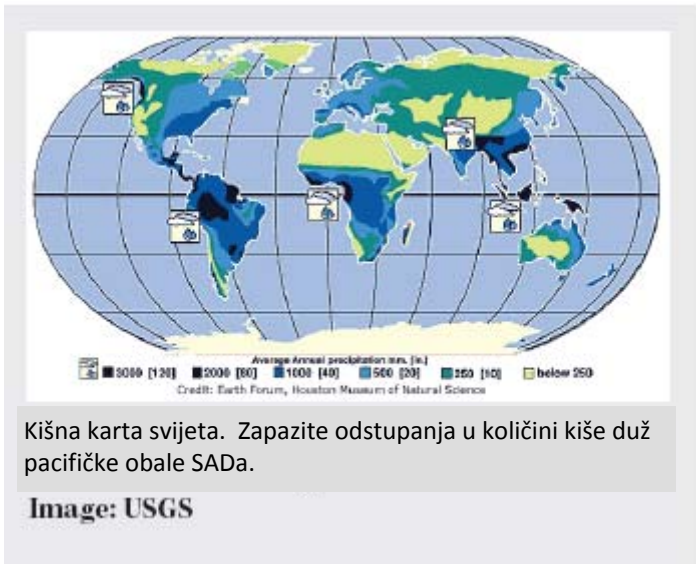 Average Annual precipitation mm. [in.]
3000 [120] 2000 [80] 1000 [40] 500 [20] 250 [10] below 250
Credit: Earth Forum, Houston Museum of Natural Science
Kišna karta svijeta. Zapazite odstupanja u količini kiše duž
pacifičke obale SADa.
Image: USGS